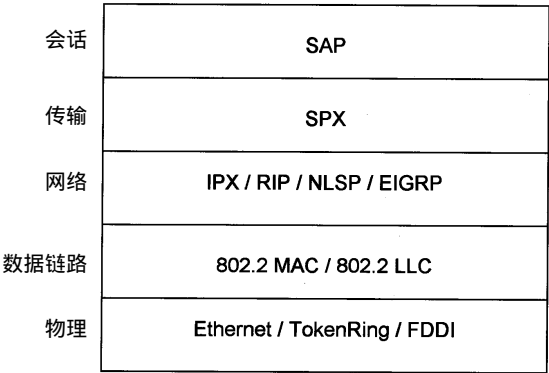 会话 SAP
传输 SPX
网络 IPX / RIP / NLSP / EIGRP
数据链路 802.2 MAC / 802.2 LLC
物理 Ethernet / TokenRing / FDDI